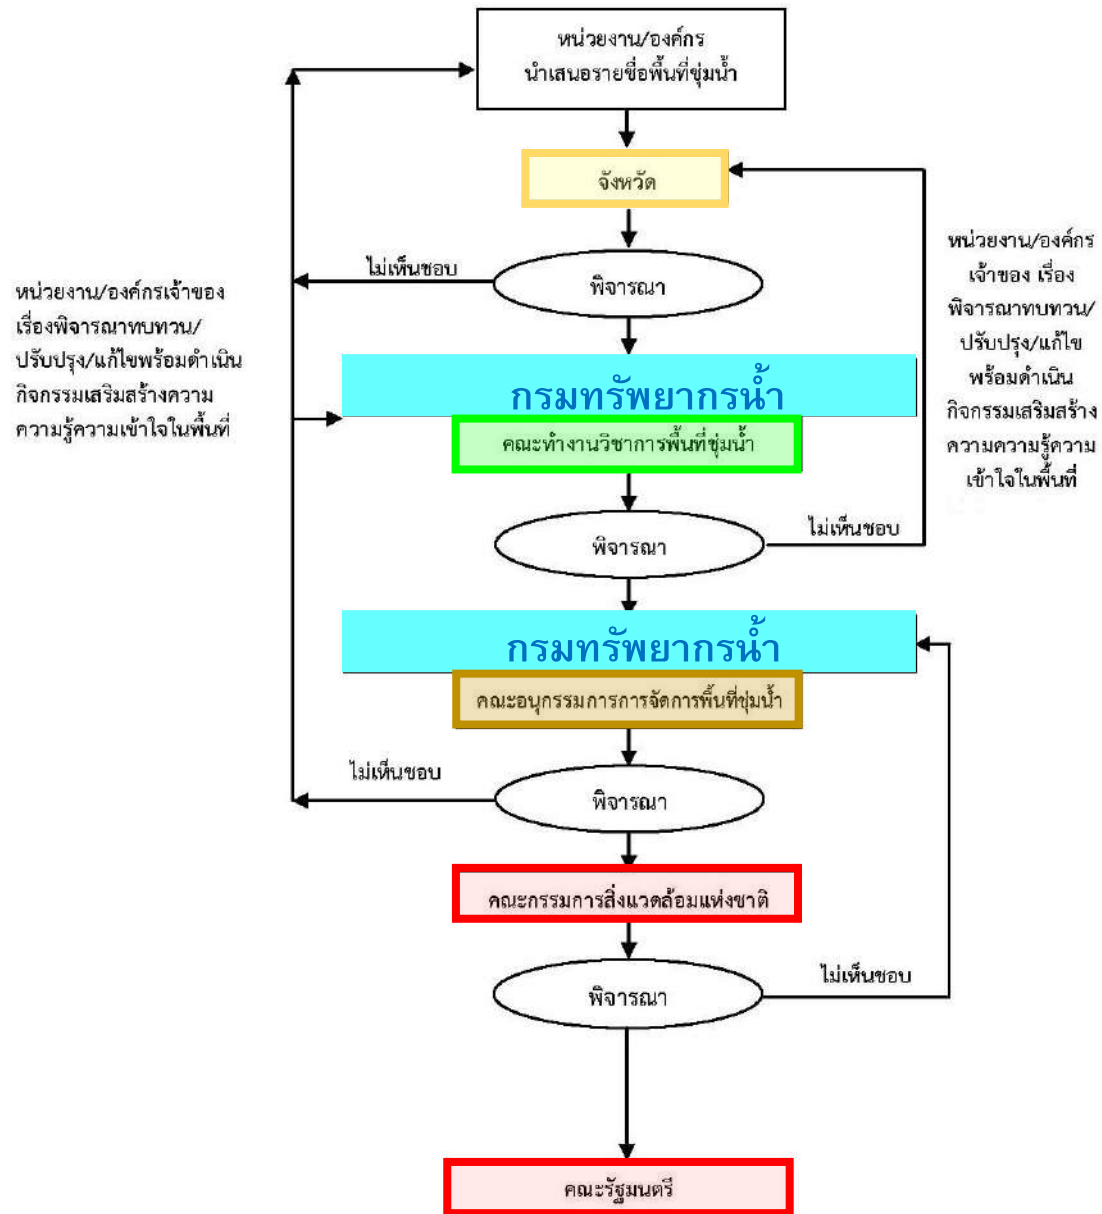 หน่วยงาน/องค์กร
นำเสนอรายชื่อพื้นที่ชุ่มน้ำ
จังหวัด
ไม่เห็นชอบ
พิจารณา
หน่วยงาน/องค์กรเจ้าของ
เรื่องพิจารณาทบทวน/
ปรับปรุง/แก้ไขพร้อมดำเนิน
กิจกรรมเสริมสร้างความ
ความรู้ความเข้าใจในพื้นที่
หน่วยงาน/องค์กร
เจ้าของ เรื่อง
พิจารณาทบทวน/
ปรับปรุง/แก้ไข
พร้อมดำเนิน
กิจกรรมเสริมสร้าง
ความความรู้ความ
เข้าใจในพื้นที่
กรมทรัพยากรน้ำ
คณะทำงานวิชาการพื้นที่ชุ่มน้ำ
พิจารณา
ไม่เห็นชอบ
กรมทรัพยากรน้ำ
คณะอนุกรรมการการจัดการพื้นที่ชุ่มน้ำ
ไม่เห็นชอบ
พิจารณา
คณะกรรมการสิ่งแวดล้อมแห่งชาติ
พิจารณา
ไม่เห็นชอบ
คณะรัฐมนตรี